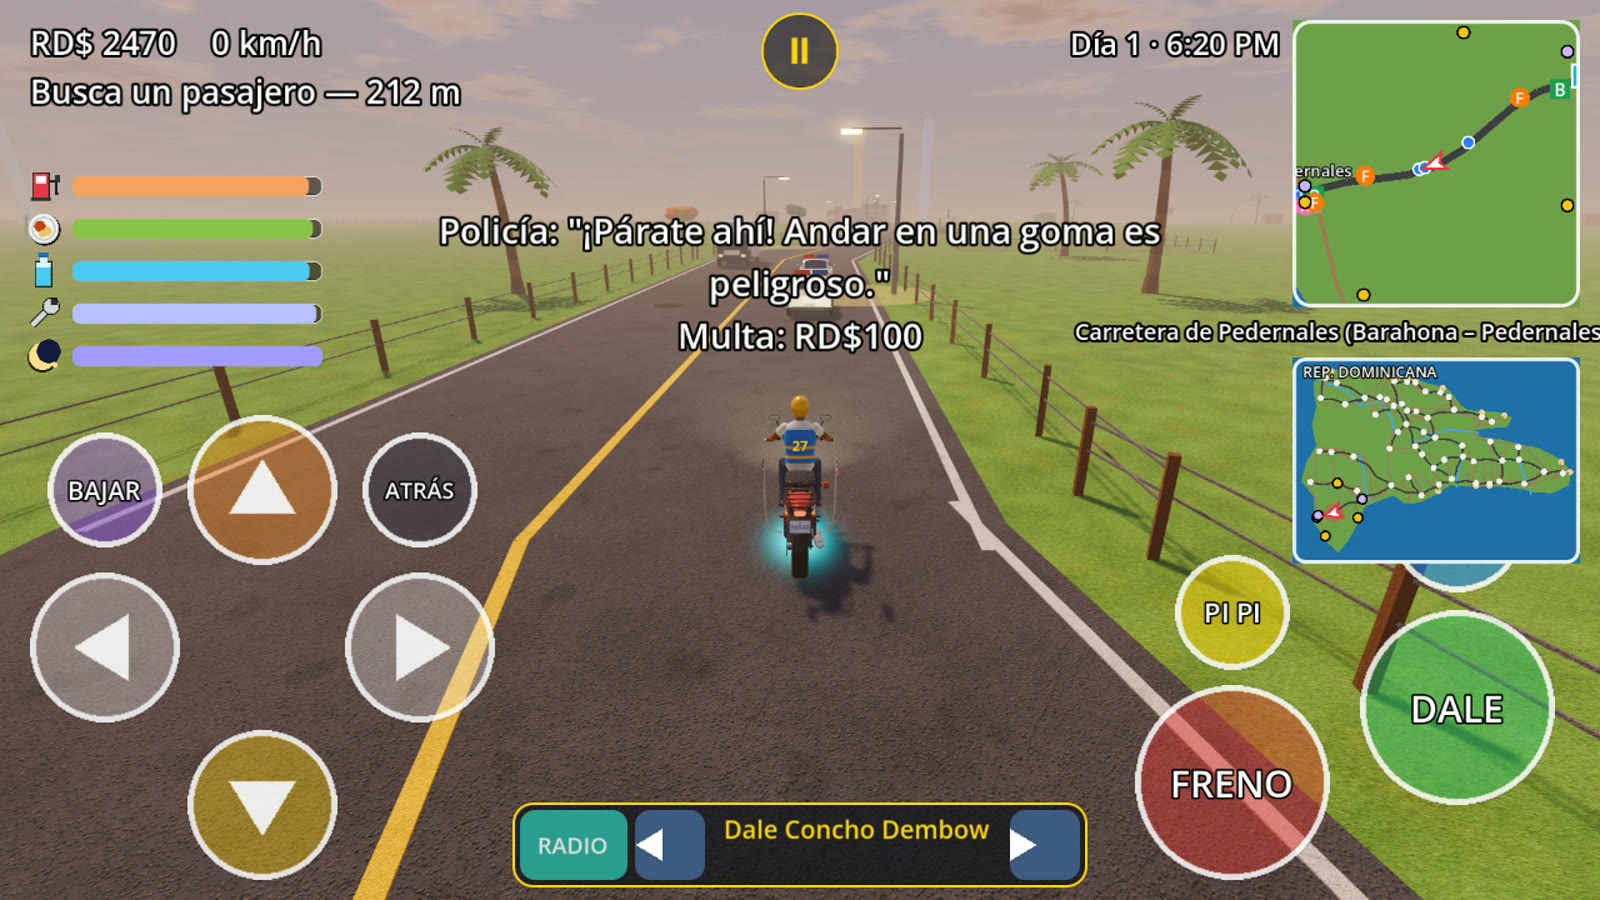 RD$ 2470 0 km/h
Busca un pasajero — 212 m
Día 1 · 6:20 PM
ernales
F
F
F
B
Policía: "¡Párate ahí! Andar en una goma es
peligroso."
Multa: RD$100
Carretera de Pedernales (Barahona – Pedernales
REP. DOMINICANA
27
BAJAR
ATRÁS
PI PI
DALE
FRENO
RADIO
Dale Concho Dembow